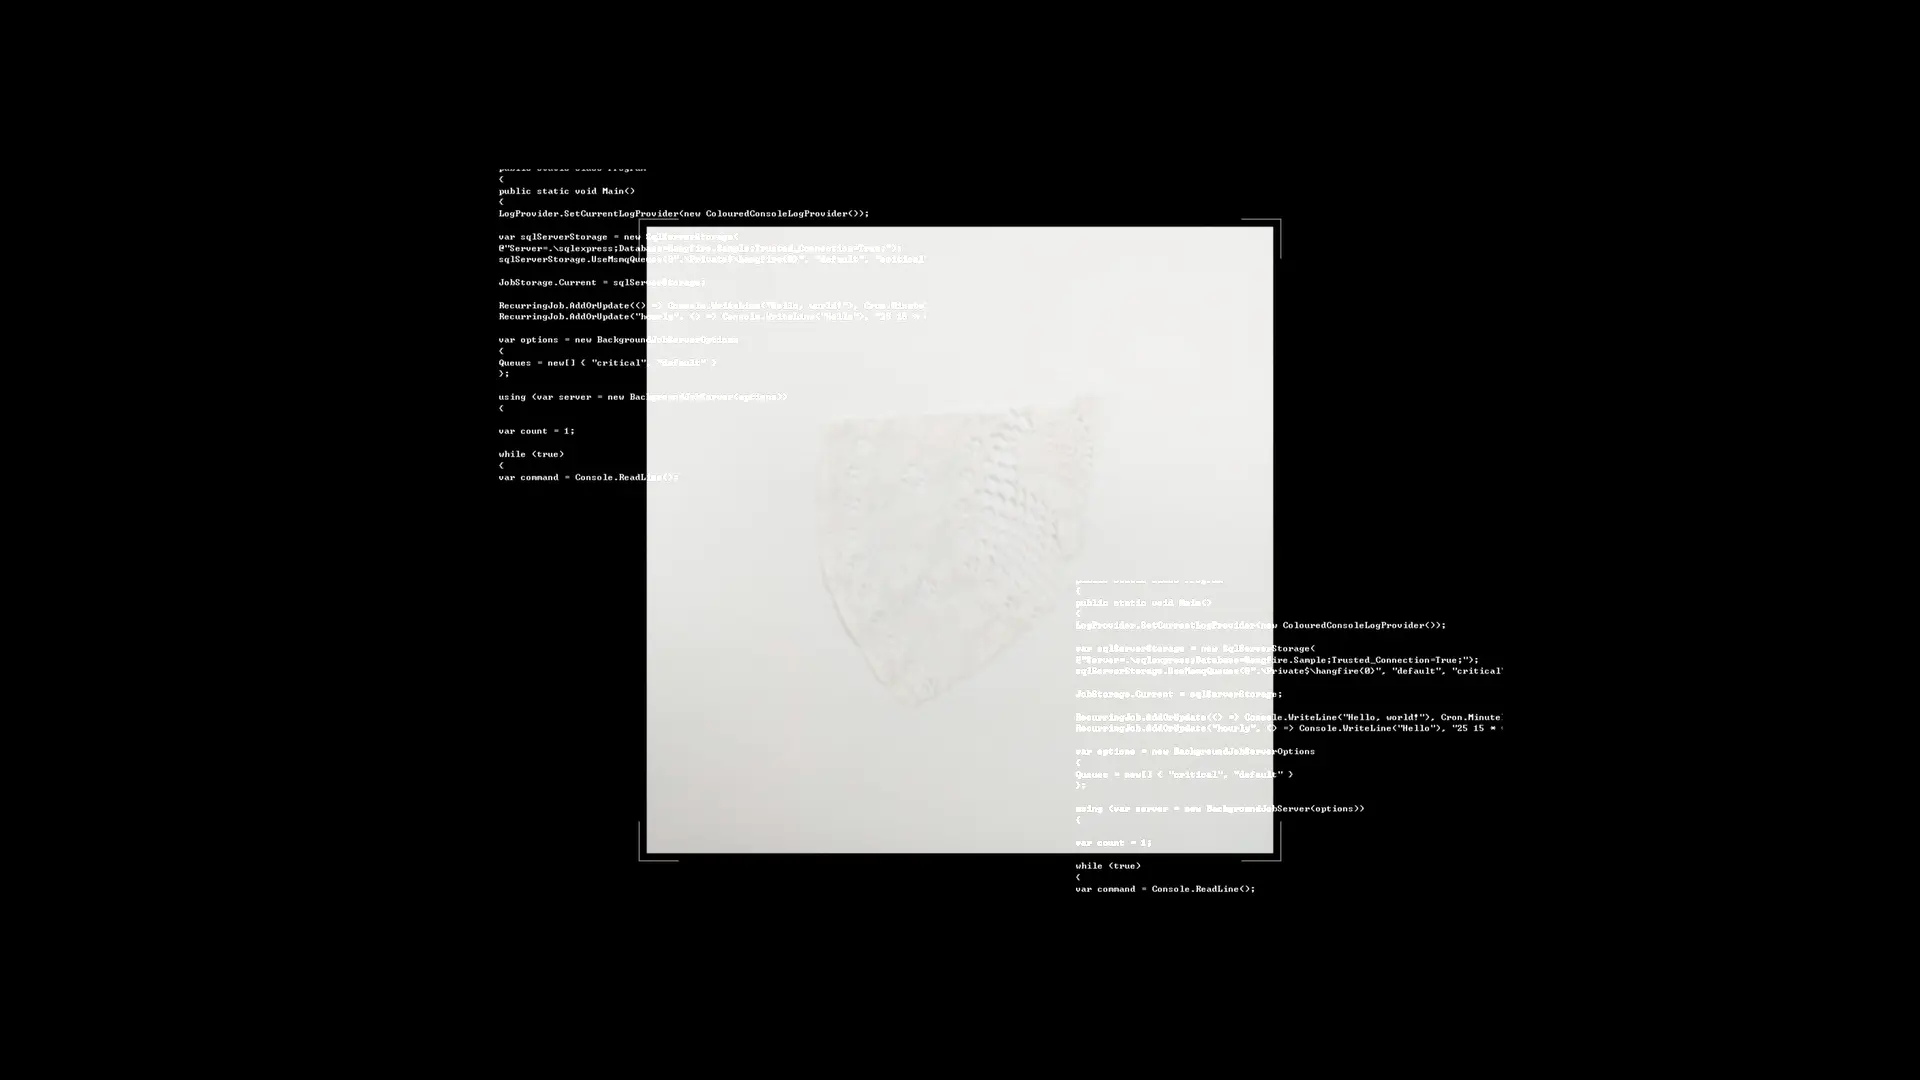 {
public static void Main()
{
LogProvider.SetCurrentLogProvider(new ColouredConsoleLogProvider());
var sqlServerStorage = new SqlServerStorage(
@"Server=.\sqlexpress;Database=Hangfire.Sample;Trusted_Connection=True;");
sqlServerStorage.UseMsmqQueues(@".\Private$\hangfire{0}", "default", "critical"
JobStorage.Current = sqlServerStorage;
RecurringJob.AddOrUpdate(() => Console.WriteLine("Hello, world!"), Cron.Minute
RecurringJob.AddOrUpdate("hourly", () => Console.WriteLine("Hello"), "25 15 *
var options = new BackgroundJobServerOptions
{
Queues = new[] { "critical", "default" }
};
using (var server = new BackgroundJobServer(options))
{
var count = 1;
while (true)
{
var command = Console.ReadLine();
{
public static void Main()
{
LogProvider.SetCurrentLogProvider(new ColouredConsoleLogProvider());
var sqlServerStorage = new SqlServerStorage(
@"Server=.\sqlexpress;Database=Hangfire.Sample;Trusted_Connection=True;");
sqlServerStorage.UseMsmqQueues(@".\Private$\hangfire{0}", "default", "critical"
JobStorage.Current = sqlServerStorage;
RecurringJob.AddOrUpdate(() => Console.WriteLine("Hello, world!"), Cron.Minute
RecurringJob.AddOrUpdate("hourly", () => Console.WriteLine("Hello"), "25 15 *
var options = new BackgroundJobServerOptions
{
Queues = new[] { "critical", "default" }
};
using (var server = new BackgroundJobServer(options))
{
var count = 1;
while (true)
{
var command = Console.ReadLine();